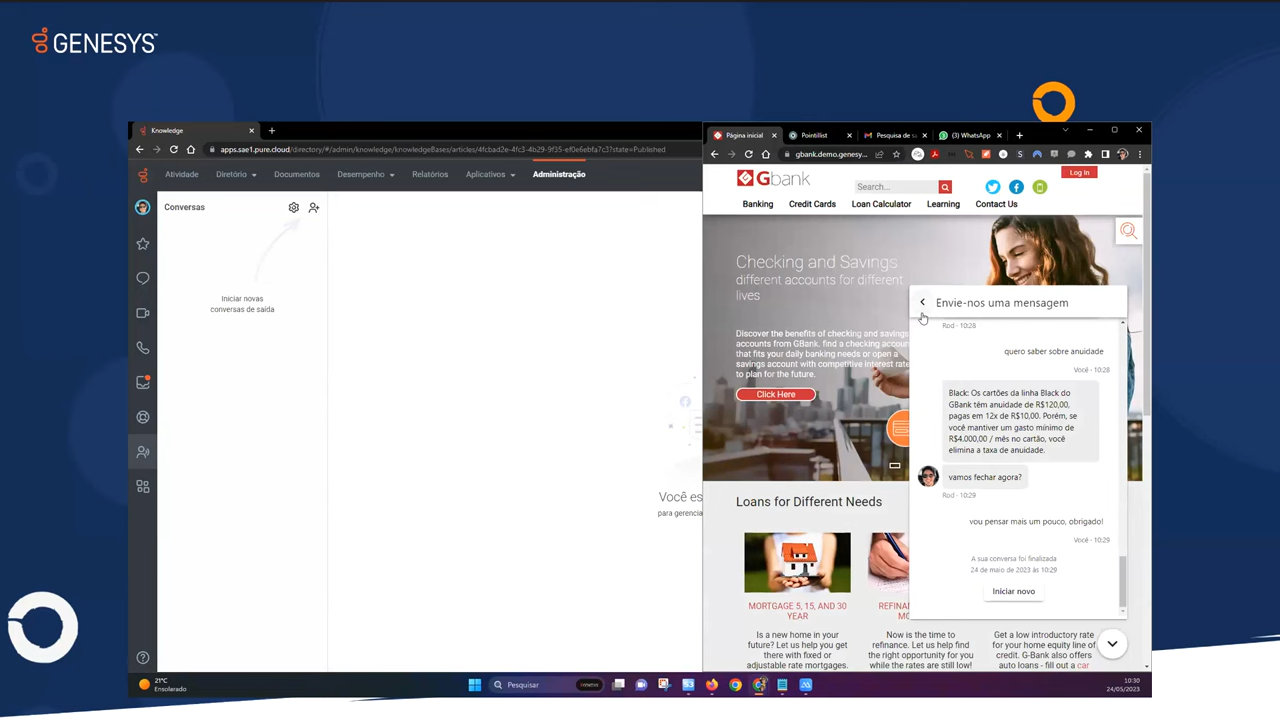 GENESYS
Knowledge
apps.sae1.pure.cloud/directory/#/admin/knowledge/knowledgeBases/articles/4fcbad2e-4fc3-4b29-9f35-ef0e6ebfa7c3?state=Published
Atividade
Diretório
Documentos
Desempenho
Relatórios
Aplicativos
Administração
Conversas
Iniciar novas
conversas de saída
Você es
para gerencia
Página inicial
Pointillist
Pesquisa de sa
(3) WhatsApp
gbank.demo.genesy
Gbank
Search...
Log In
Banking
Credit Cards
Loan Calculator
Learning
Contact Us
Checking and Savings
different accounts for different
lives
Discover the benefits of checking and savings
accounts from GBank. find a checking accoun
that fits your daily banking needs or open a
savings account with competitive interest rate
to plan for the future.
Click Here
Loans for Different Needs
MORTGAGE 5, 15, AND 30
YEAR
Is a new home in your
future? Let us help you
get there with fixed or
adjustable rate mortgages.
REFINA
MO
Now is the time to
refinance. Let us help find
the right opportunity for you
while the rates are still low!
Get a low introductory rate
for your home equity line of
credit. G-Bank also offers
auto loans - fill out a car
Envie-nos uma mensagem
Rod - 10:28
quero saber sobre anuidade
Você - 10:28
Black: Os cartões da linha Black do
GBank têm anuidade de R$120,00,
pagas em 12x de R$10,00. Porém, se
você mantiver um gasto mínimo de
R$4.000,00 / mês no cartão, você
elimina a taxa de anuidade.
vamos fechar agora?
Rod - 10:29
vou pensar mais um pouco, obrigado!
Você - 10:29
A sua conversa foi finalizada
24 de maio de 2023 às 10:29
Iniciar novo
21°C
Ensolarado
Pesquisar
10:30
24/05/2023